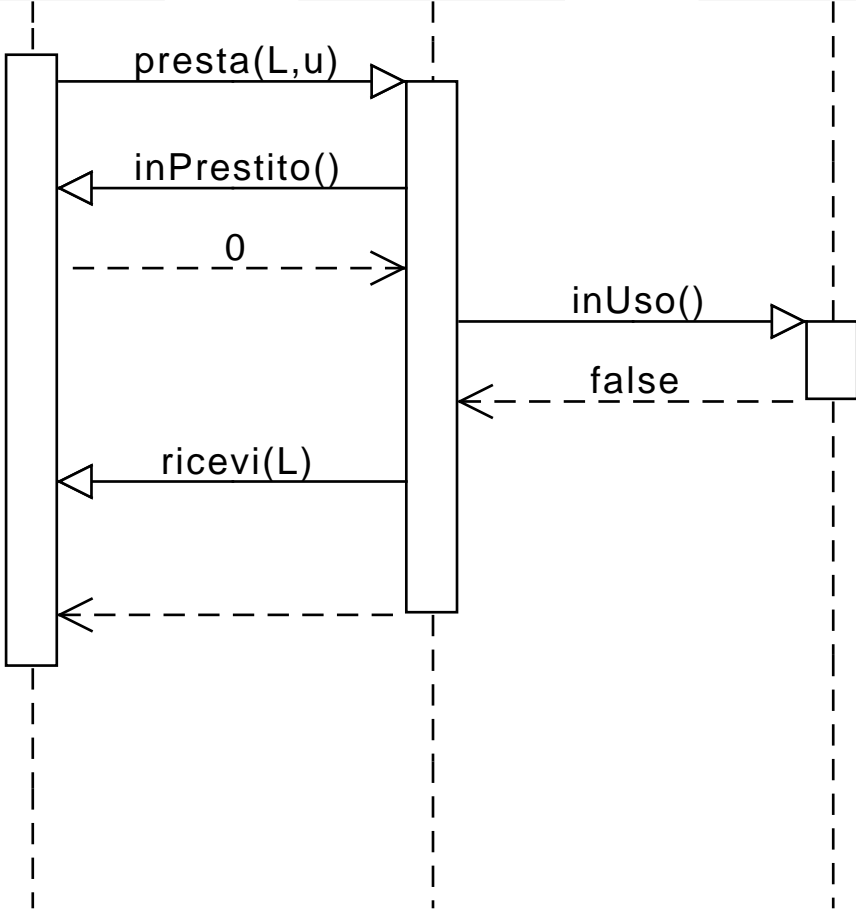 presta(L,u)
inPrestito()
0
inUso()
false
ricevi(L)